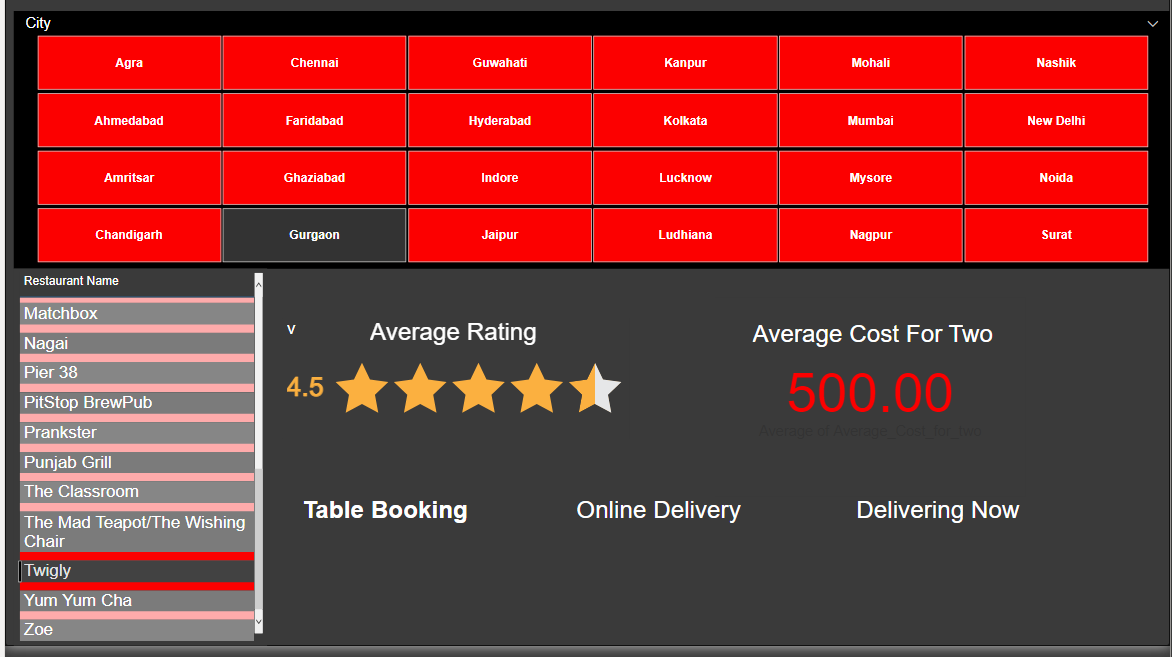 City
Agra Chennai Guwahati Kanpur Mohali Nashik
Ahmedabad Faridabad Hyderabad Kolkata Mumbai New Delhi
Amritsar Ghaziabad Indore Lucknow Mysore Noida
Chandigarh Gurgaon Jaipur Ludhiana Nagpur Surat
Restaurant Name
Matchbox
Nagai
Pier 38
PitStop BrewPub
Prankster
Punjab Grill
The Classroom
The Mad Teapot/The Wishing
Chair
Twigly
Yum Yum Cha
Zoe
v
Average Rating
4.5
Average Cost For Two
500.00
Average of Average_Cost_for_two
Table Booking
Online Delivery
Delivering Now